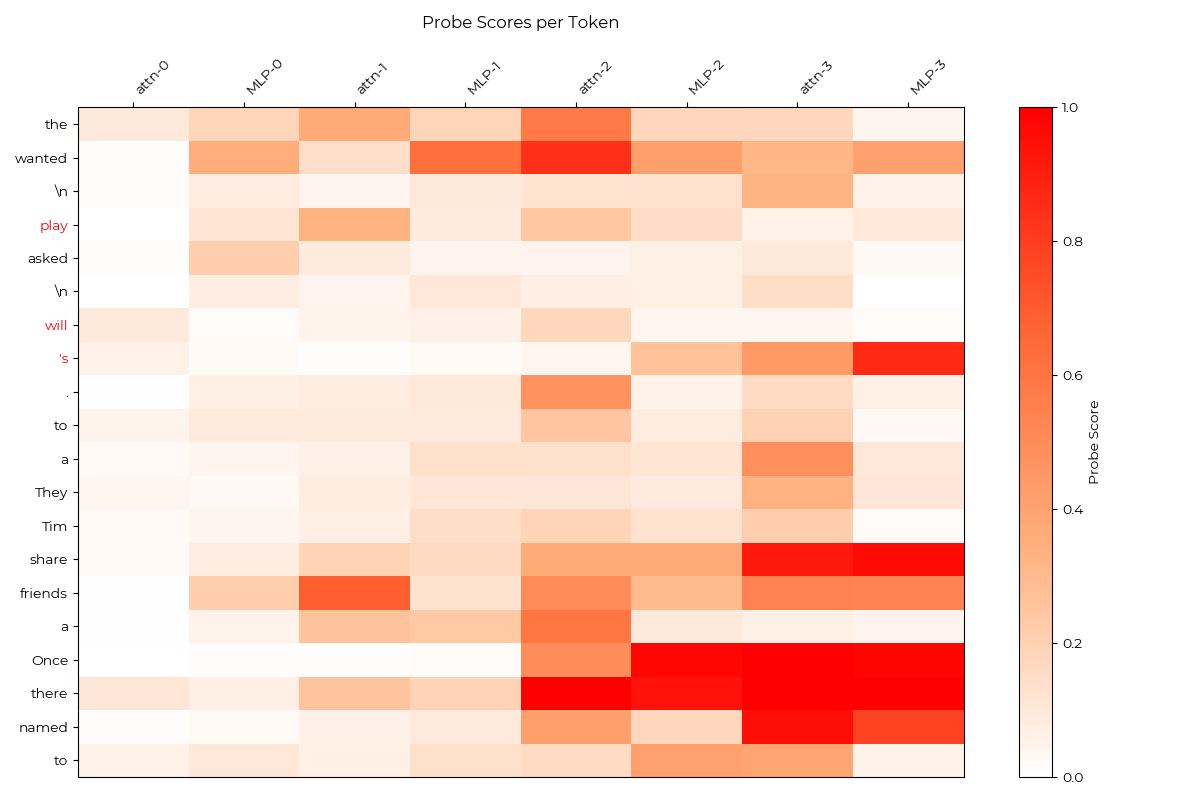 Probe Scores per Token
attn-0 MLP-0 attn-1 MLP-1 attn-2 MLP-2 attn-3 MLP-3
the
wanted
\n
play
asked
\n
will
's
.
to
a
They
Tim
share
friends
a
Once
there
named
to
1.0
0.8
0.6
0.4
0.2
0.0
Probe Score